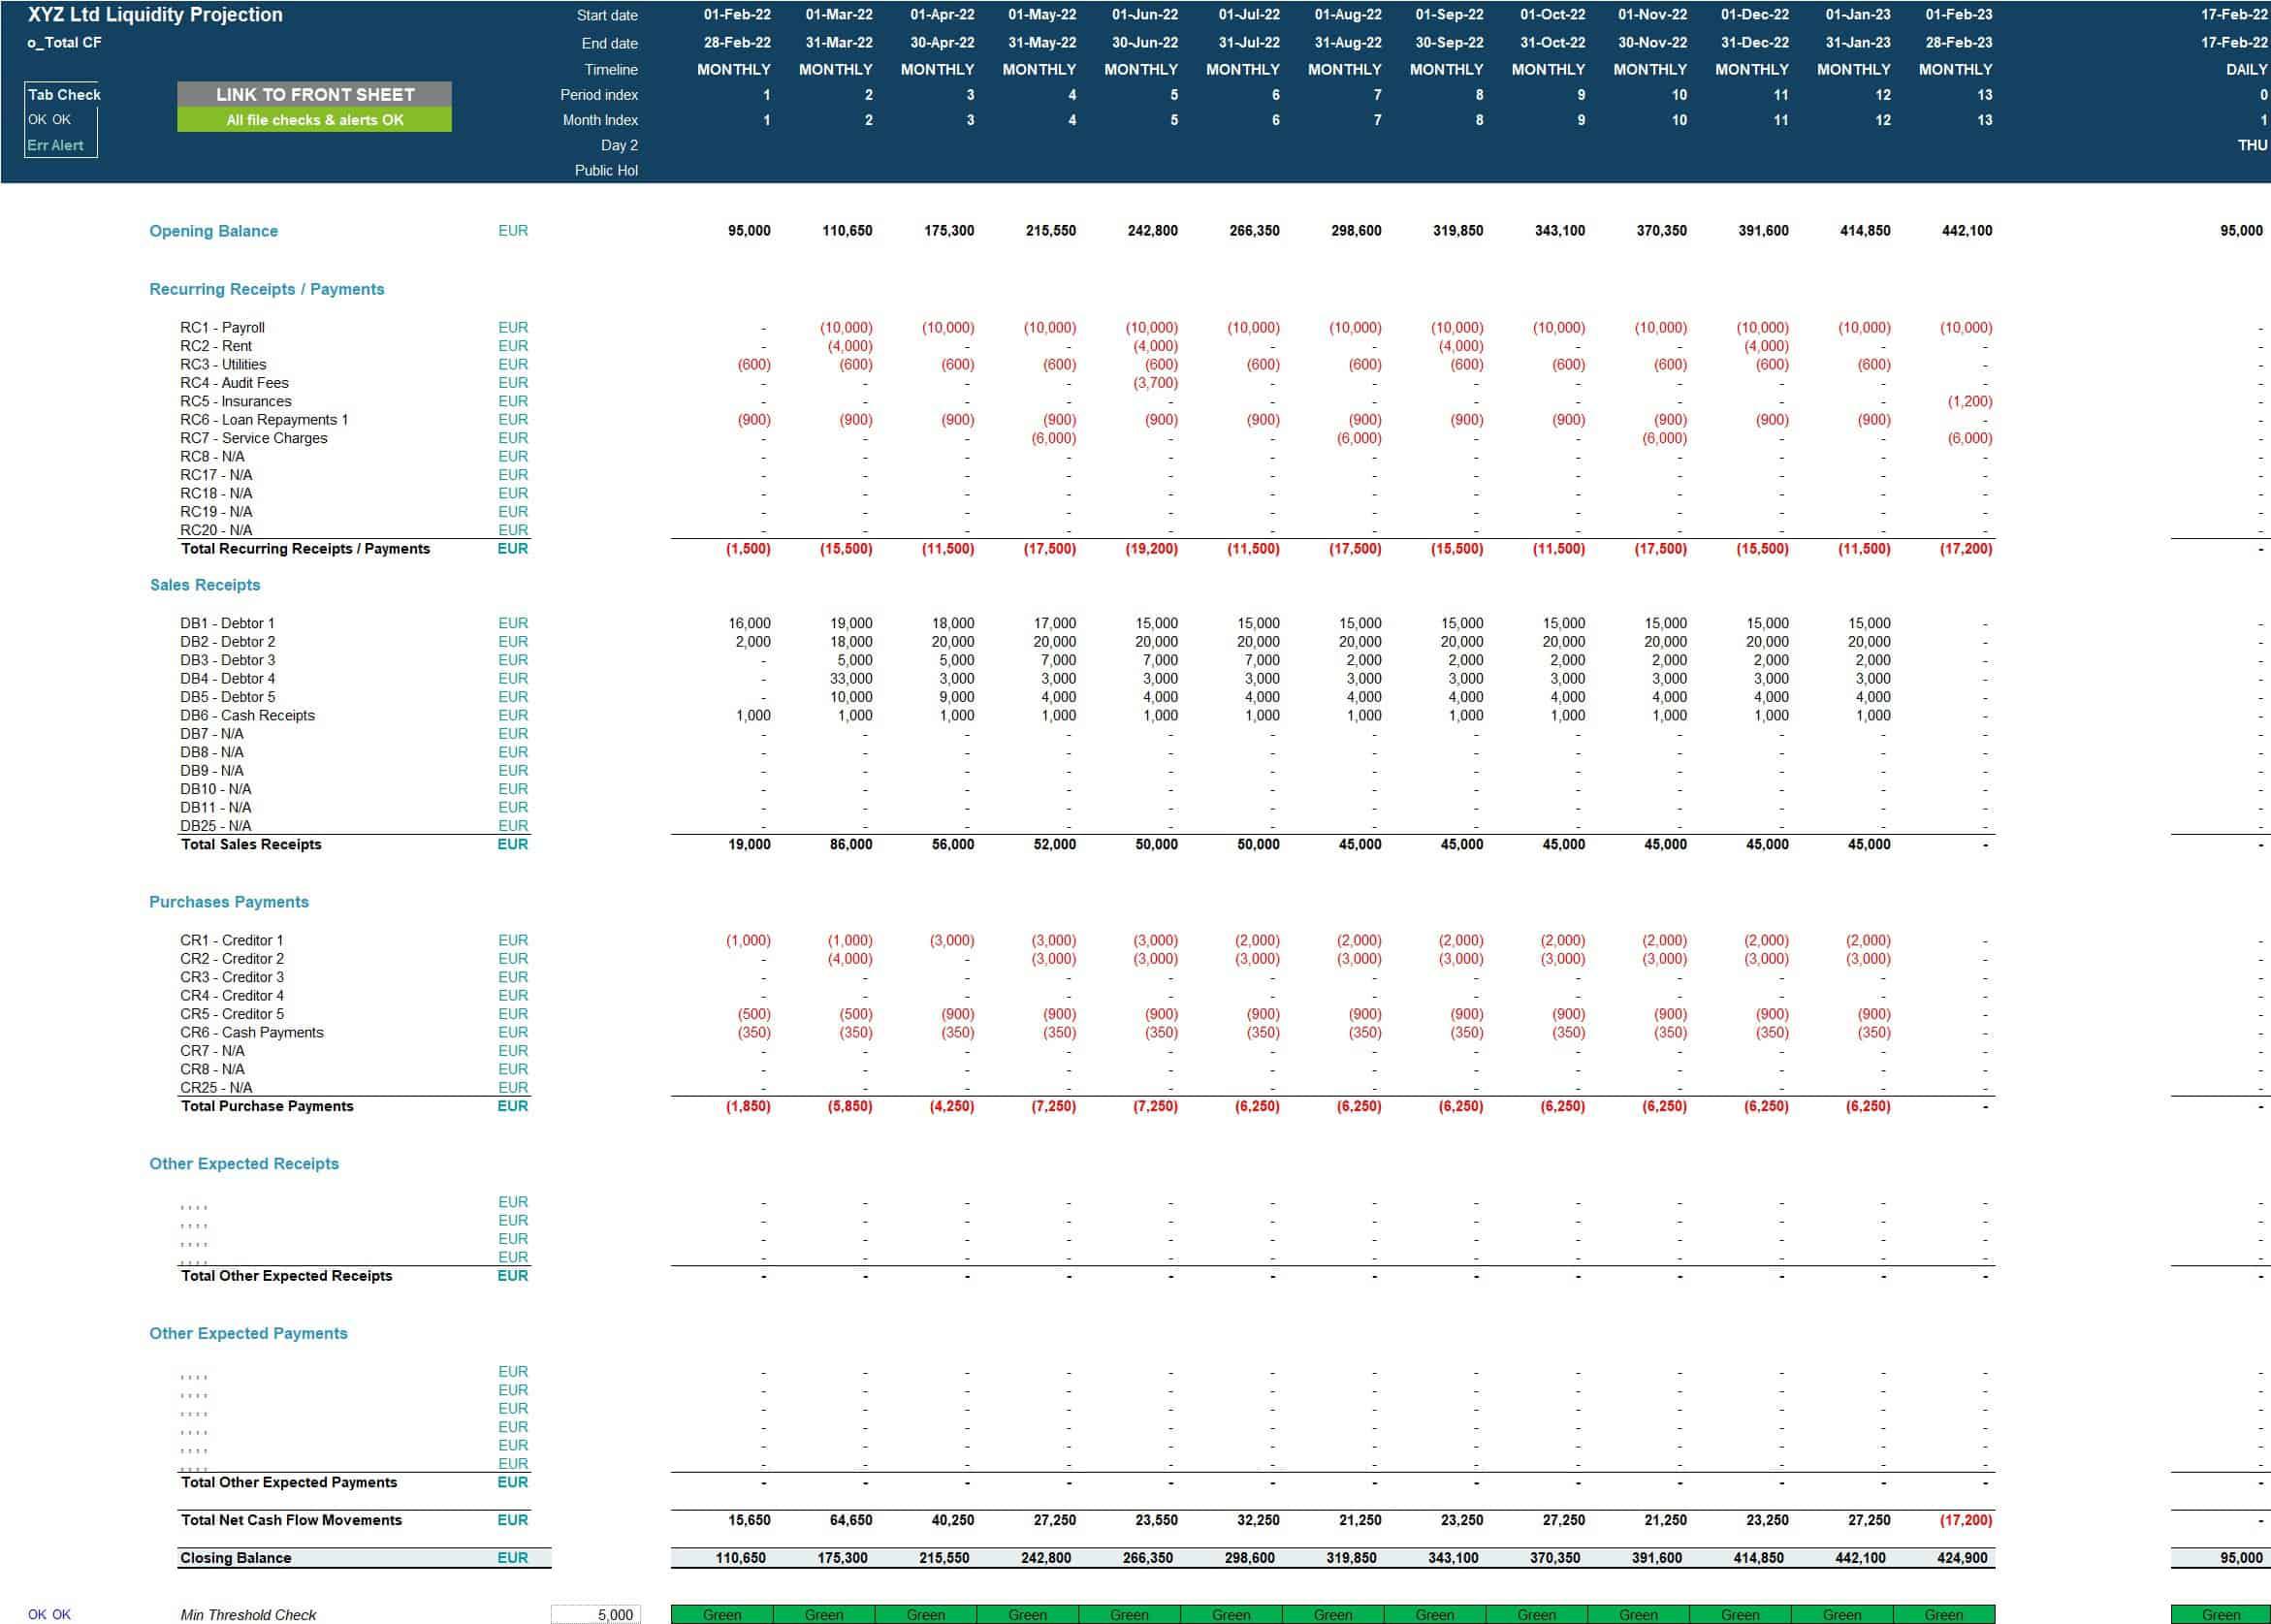 XYZ Ltd Liquidity Projection Start date 01-Feb-22 01-Mar-22 01-Apr-22 01-May-22 01-Jun-22 01-Jul-22 01-Aug-22 01-Sep-22 01-Oct-22 01-Nov-22 01-Dec-22 01-Jan-23 01-Feb-23 17-Feb-22
o_Total CF End date 28-Feb-22 31-Mar-22 30-Apr-22 31-May-22 30-Jun-22 31-Jul-22 31-Aug-22 30-Sep-22 31-Oct-22 30-Nov-22 31-Dec-22 31-Jan-23 28-Feb-23 17-Feb-22
Timeline MONTHLY MONTHLY MONTHLY MONTHLY MONTHLY MONTHLY MONTHLY MONTHLY MONTHLY MONTHLY MONTHLY MONTHLY MONTHLY DAILY
Tab Check LINK TO FRONT SHEET Period index 1 2 3 4 5 6 7 8 9 10 11 12 13 0
OK OK All file checks & alerts OK Month Index 1 2 3 4 5 6 7 8 9 10 11 12 13 1
Err Alert Day 2 THU
Public Hol
Opening Balance EUR 95,000 110,650 175,300 215,550 242,800 266,350 298,600 319,850 343,100 370,350 391,600 414,850 442,100 95,000
Recurring Receipts / Payments
RC1 - Payroll EUR - (10,000) (10,000) (10,000) (10,000) (10,000) (10,000) (10,000) (10,000) (10,000) (10,000) (10,000) (10,000) -
RC2 - Rent EUR - (4,000) - - (4,000) - - (4,000) - - (4,000) - - -
RC3 - Utilities EUR (600) (600) (600) (600) (600) (600) (600) (600) (600) (600) (600) (600) - -
RC4 - Audit Fees EUR - - - - (3,700) - - - - - - - - -
RC5 - Insurances EUR - - - - - - - - - - - - (1,200) -
RC6 - Loan Repayments 1 EUR (900) (900) (900) (900) (900) (900) (900) (900) (900) (900) (900) (900) - -
RC7 - Service Charges EUR - - - (6,000) - - (6,000) - - (6,000) - - (6,000) -
RC8 - N/A EUR - - - - - - - - - - - - - -
RC17 - N/A EUR - - - - - - - - - - - - - -
RC18 - N/A EUR - - - - - - - - - - - - - -
RC19 - N/A EUR - - - - - - - - - - - - - -
RC20 - N/A EUR - - - - - - - - - - - - - -
Total Recurring Receipts / Payments EUR (1,500) (15,500) (11,500) (17,500) (19,200) (11,500) (17,500) (15,500) (11,500) (17,500) (15,500) (11,500) (17,200) -
Sales Receipts
DB1 - Debtor 1 EUR 16,000 19,000 18,000 17,000 15,000 15,000 15,000 15,000 15,000 15,000 15,000 15,000 - -
DB2 - Debtor 2 EUR 2,000 18,000 20,000 20,000 20,000 20,000 20,000 20,000 20,000 20,000 20,000 20,000 - -
DB3 - Debtor 3 EUR - 5,000 5,000 7,000 7,000 7,000 2,000 2,000 2,000 2,000 2,000 2,000 - -
DB4 - Debtor 4 EUR - 33,000 3,000 3,000 3,000 3,000 3,000 3,000 3,000 3,000 3,000 3,000 - -
DB5 - Debtor 5 EUR - 10,000 9,000 4,000 4,000 4,000 4,000 4,000 4,000 4,000 4,000 4,000 - -
DB6 - Cash Receipts EUR 1,000 1,000 1,000 1,000 1,000 1,000 1,000 1,000 1,000 1,000 1,000 1,000 - -
DB7 - N/A EUR - - - - - - - - - - - - - -
DB8 - N/A EUR - - - - - - - - - - - - - -
DB9 - N/A EUR - - - - - - - - - - - - - -
DB10 - N/A EUR - - - - - - - - - - - - - -
DB11 - N/A EUR - - - - - - - - - - - - - -
DB25 - N/A EUR - - - - - - - - - - - - - -
Total Sales Receipts EUR 19,000 86,000 56,000 52,000 50,000 50,000 45,000 45,000 45,000 45,000 45,000 45,000 - -
Purchases Payments
CR1 - Creditor 1 EUR (1,000) (1,000) (3,000) (3,000) (3,000) (2,000) (2,000) (2,000) (2,000) (2,000) (2,000) (2,000) - -
CR2 - Creditor 2 EUR - (4,000) - (3,000) (3,000) (3,000) (3,000) (3,000) (3,000) (3,000) (3,000) (3,000) - -
CR3 - Creditor 3 EUR - - - - - - - - - - - - - -
CR4 - Creditor 4 EUR - - - - - - - - - - - - - -
CR5 - Creditor 5 EUR (500) (500) (900) (900) (900) (900) (900) (900) (900) (900) (900) (900) - -
CR6 - Cash Payments EUR (350) (350) (350) (350) (350) (350) (350) (350) (350) (350) (350) (350) - -
CR7 - N/A EUR - - - - - - - - - - - - - -
CR8 - N/A EUR - - - - - - - - - - - - - -
CR25 - N/A EUR - - - - - - - - - - - - - -
Total Purchase Payments EUR (1,850) (5,850) (4,250) (7,250) (7,250) (6,250) (6,250) (6,250) (6,250) (6,250) (6,250) (6,250) - -
Other Expected Receipts
, , , , EUR - - - - - - - - - - - - - -
, , , , EUR - - - - - - - - - - - - - -
, , , , EUR - - - - - - - - - - - - - -
, , , , EUR - - - - - - - - - - - - - -
Total Other Expected Receipts EUR - - - - - - - - - - - - - -
Other Expected Payments
, , , , EUR - - - - - - - - - - - - - -
, , , , EUR - - - - - - - - - - - - - -
, , , , EUR - - - - - - - - - - - - - -
, , , , EUR - - - - - - - - - - - - - -
, , , , EUR - - - - - - - - - - - - - -
, , , , EUR - - - - - - - - - - - - - -
Total Other Expected Payments EUR - - - - - - - - - - - - - -
Total Net Cash Flow Movements EUR 15,650 64,650 40,250 27,250 23,550 32,250 21,250 23,250 27,250 21,250 23,250 27,250 (17,200) -
Closing Balance EUR 110,650 175,300 215,550 242,800 266,350 298,600 319,850 343,100 370,350 391,600 414,850 442,100 424,900 95,000
OK OK Min Threshold Check 5,000 Green Green Green Green Green Green Green Green Green Green Green Green Green Green